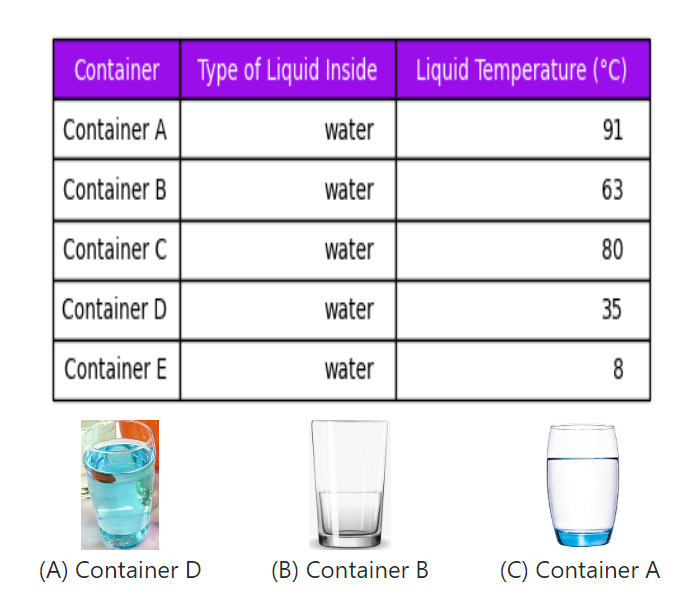 Container Type of Liquid Inside Liquid Temperature (°C)
Container A water 91
Container B water 63
Container C water 80
Container D water 35
Container E water 8
(A) Container D (B) Container B (C) Container A